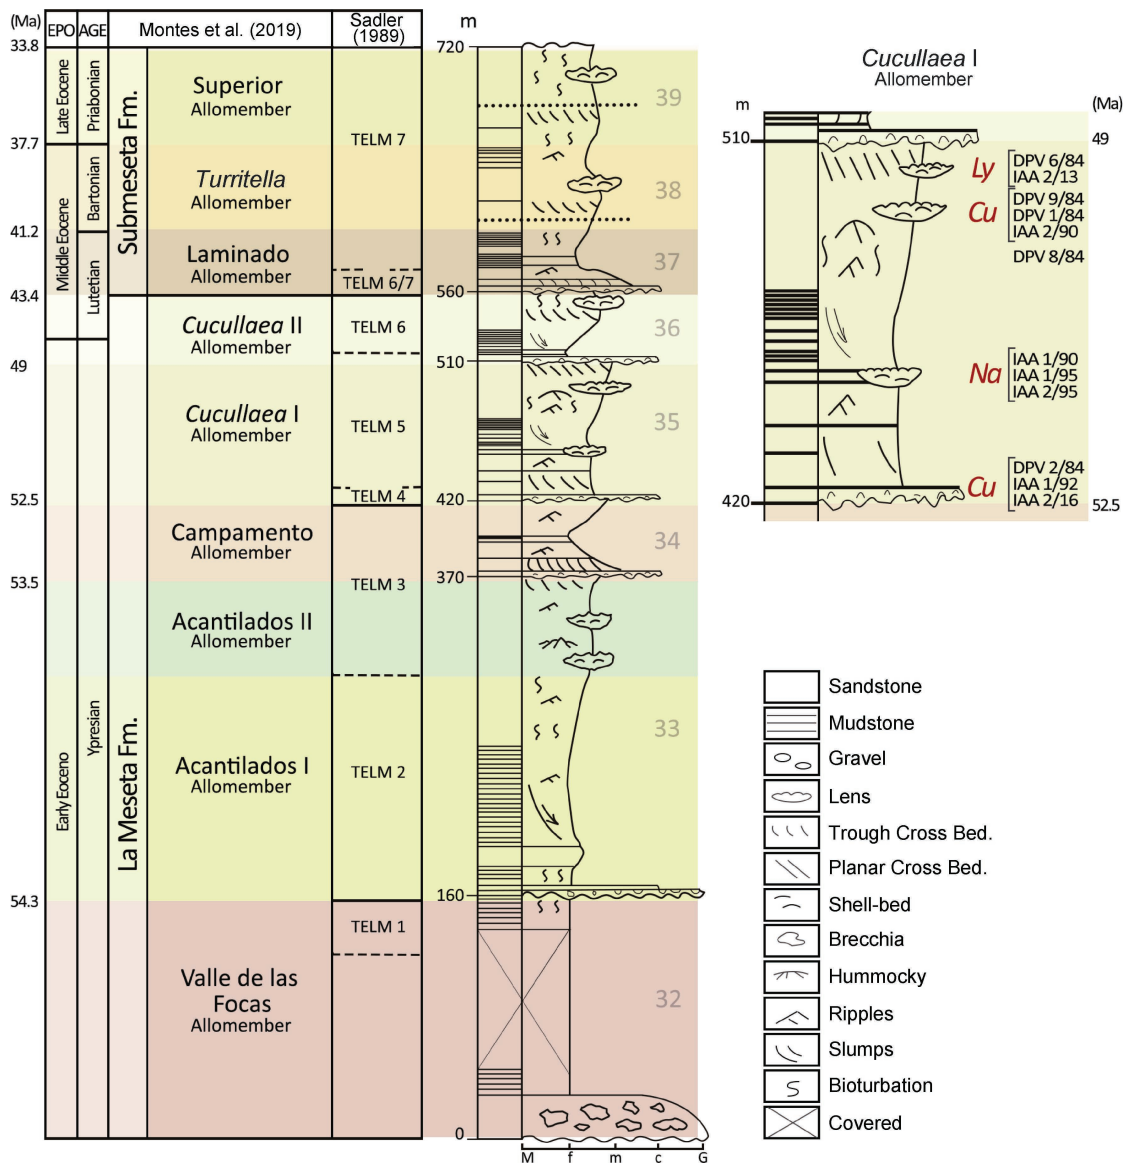 (Ma)
EPO
AGE
Montes et al. (2019)
Sadler
(1989)
m
33.8
37.7
41.2
43.4
49
52.5
53.5
54.3
Late Eocene
Middle Eocene
Early Eoceno
Priabonian
Bartonian
Lutetian
Ypresian
Submeseta Fm.
La Meseta Fm.
Superior
Allomember
Turritella
Allomember
Laminado
Allomember
Cucullaea II
Allomember
Cucullaea I
Allomember
Campamento
Allomember
Acantilados II
Allomember
Acantilados I
Allomember
Valle de las
Focas
Allomember
TELM 7
TELM 6/7
TELM 6
TELM 5
TELM 4
TELM 3
TELM 2
TELM 1
720
560
510
420
370
160
0
39
38
37
36
35
34
33
32
M f m c G
Cucullaea I
Allomember
m
(Ma)
510
49
Ly
DPV 6/84
IAA 2/13
Cu
DPV 9/84
DPV 1/84
IAA 2/90
DPV 8/84
Na
IAA 1/90
IAA 1/95
IAA 2/95
Cu
DPV 2/84
IAA 1/92
IAA 2/16
420
52.5
Sandstone
Mudstone
Gravel
Lens
Trough Cross Bed.
Planar Cross Bed.
Shell-bed
Brecchia
Hummocky
Ripples
Slumps
Bioturbation
Covered